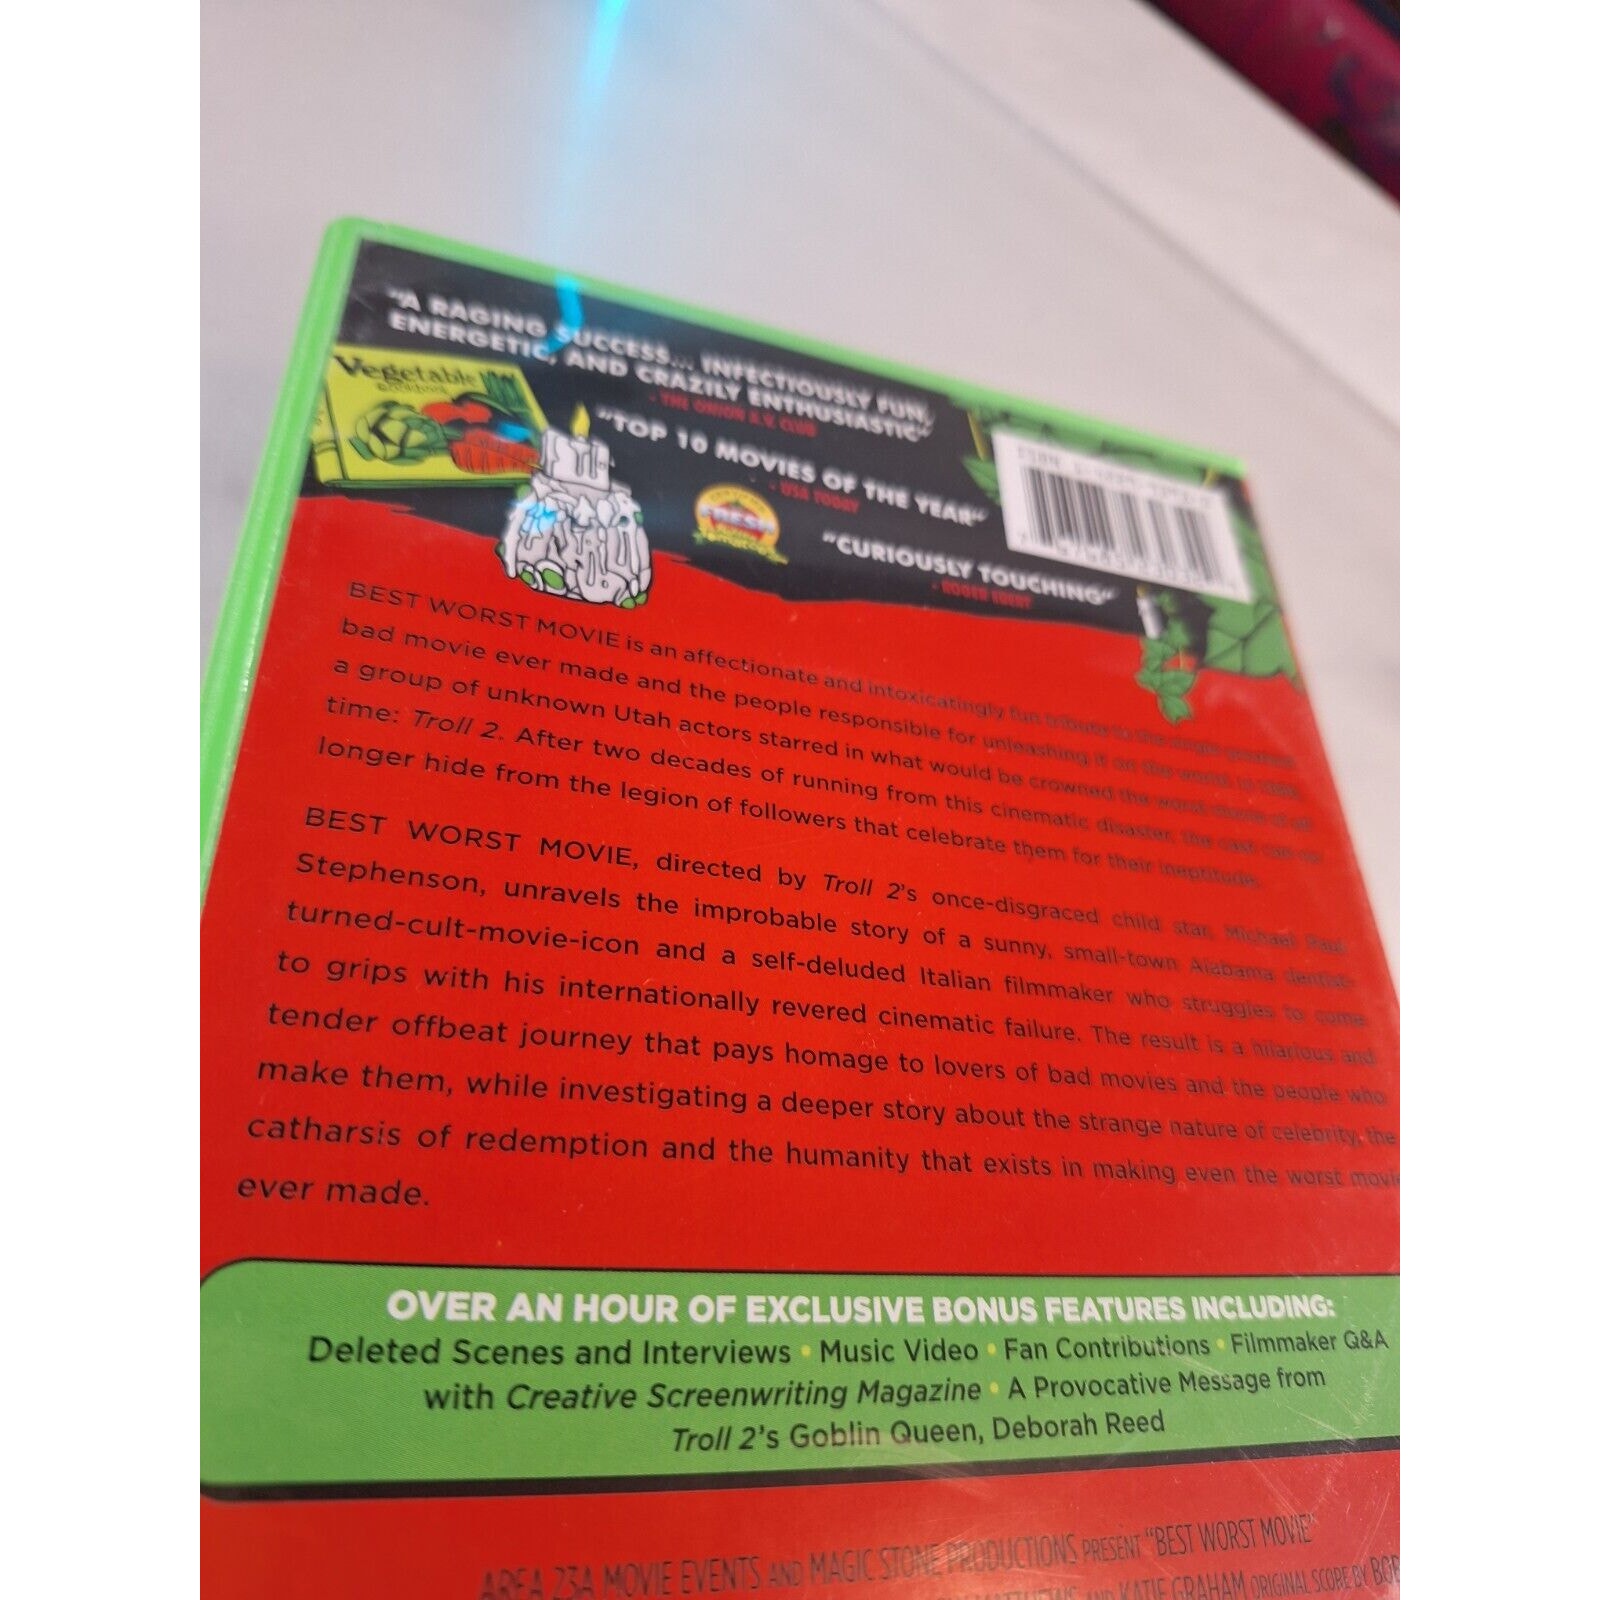 "A RAGING SUCCESS... INFECTIOUSLY FUN,
ENERGETIC, AND CRAZILY ENTHUSIASTIC"
- THE ONION A.V. CLUB
Vegetable
"TOP 10 MOVIES OF THE YEAR"
- USA TODAY
FRESH
"CURIOUSLY TOUCHING"
- ROGER EBERT
ISBN
BEST WORST MOVIE is an affectionate and intoxicatingly fun tribute to the single greatest
bad movie ever made and the people responsible for unleashing it on the world. In 1989,
a group of unknown Utah actors starred in what would be crowned the worst movie of all
time: Troll 2. After two decades of running from this cinematic disaster, the cast can no
longer hide from the legion of followers that celebrate them for their ineptitude.
BEST WORST MOVIE, directed by Troll 2's once-disgraced child star, Michael Paul
Stephenson, unravels the improbable story of a sunny, small-town Alabama dentist-
turned-cult-movie-icon and a self-deluded Italian filmmaker who struggles to come
to grips with his internationally revered cinematic failure. The result is a hilarious and
tender offbeat journey that pays homage to lovers of bad movies and the people who
make them, while investigating a deeper story about the strange nature of celebrity, the
catharsis of redemption and the humanity that exists in making even the worst movie
ever made.
OVER AN HOUR OF EXCLUSIVE BONUS FEATURES INCLUDING:
Deleted Scenes and Interviews • Music Video • Fan Contributions • Filmmaker Q&A
with Creative Screenwriting Magazine • A Provocative Message from
Troll 2's Goblin Queen, Deborah Reed
AREA 23A MOVIE EVENTS AND MAGIC STONE PRODUCTIONS PRESENT "BEST WORST MOVIE"
AND KATIE GRAHAM ORIGINAL SCORE BY